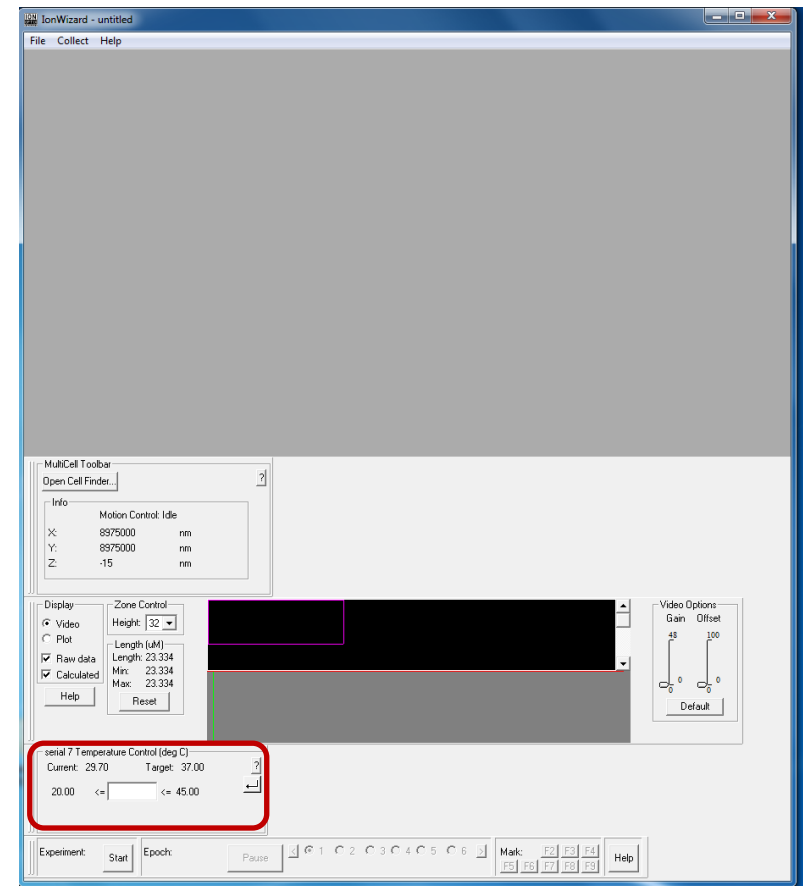 IonWizard - untitled
File Collect Help
MultiCell Toolbar
Open Cell Finder... ?
Info
Motion Control: Idle
X: 8975000 nm
Y: 8975000 nm
Z: -15 nm
Display
Video
Plot
Raw data
Calculated
Help
Zone Control
Height: 32
Length (uM)
Length: 23.334
Min: 23.334
Max: 23.334
Reset
Video Options
Gain Offset
48 100
0 0
0 0
Default
serial 7 Temperature Control (deg C)
Current: 29.70 Target: 37.00 ?
20.00 <= <= 45.00
Experiment: Start Epoch: Pause < 1 2 3 4 5 6 > Mark: F2 F3 F4 Help
F5 F6 F7 F8 F9